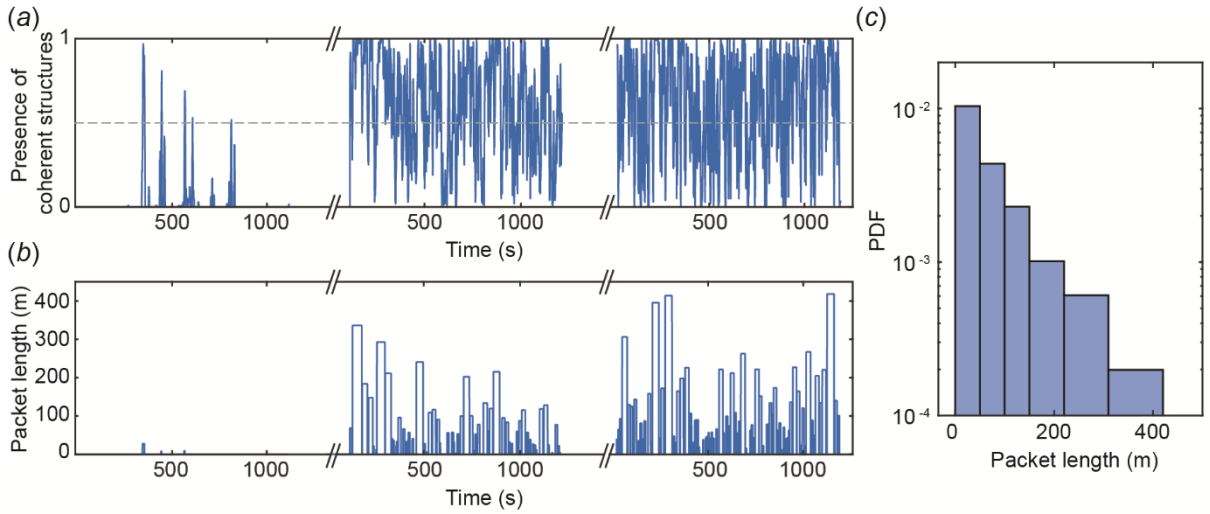 (a)
Presence of
coherent structures
1
0
500
1000
500
1000
500
1000
Time (s)
(b)
Packet length (m)
400
300
200
100
0
500
1000
500
1000
500
1000
Time (s)
(c)
PDF
10⁻²
10⁻³
10⁻⁴
0
200
400
Packet length (m)